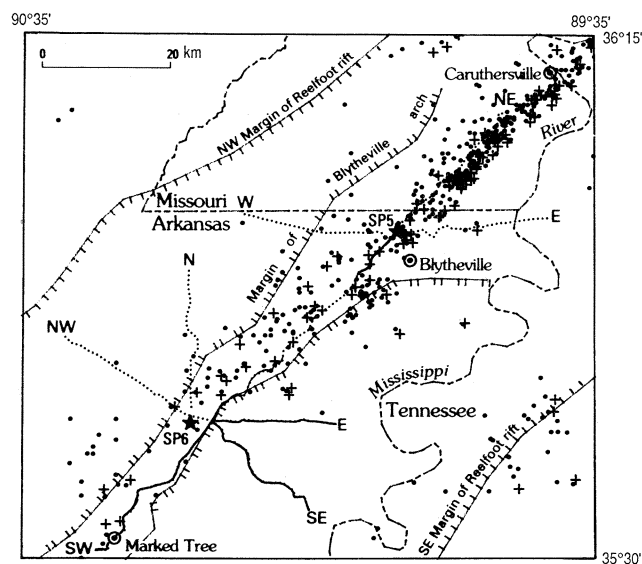 90°35'
89°35'
36°15'
0 20 km
Caruthersville
NW Margin of Reelfoot rift
NE
River
Blytheville arch
Missouri W
Arkansas
SP5
E
Margin of
Blytheville
N
NW
Mississippi
Tennessee
SP6
E
SE Margin of Reelfoot rift
SE
SW
Marked Tree
35°30'